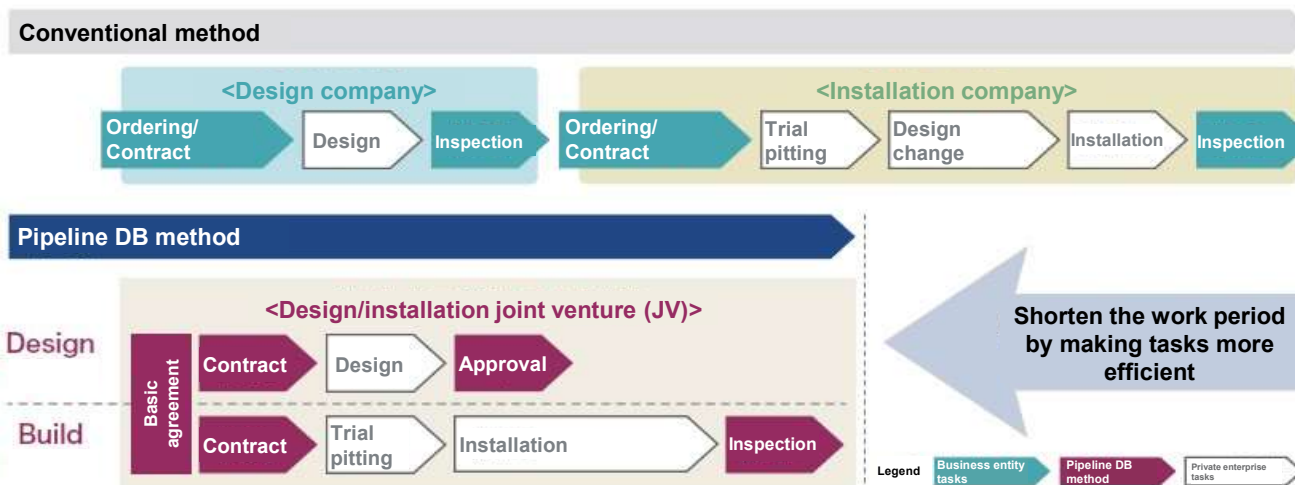 Conventional method
<Design company>
<Installation company>
Ordering/
Contract
Design
Inspection
Ordering/
Contract
Trial
pitting
Design
change
Installation
Inspection
Pipeline DB method
<Design/installation joint venture (JV)>
Design
Basic
agreement
Contract
Design
Approval
Build
Contract
Trial
pitting
Installation
Inspection
Shorten the work period
by making tasks more
efficient
Legend
Business entity
tasks
Pipeline DB
method
Private enterprise
tasks